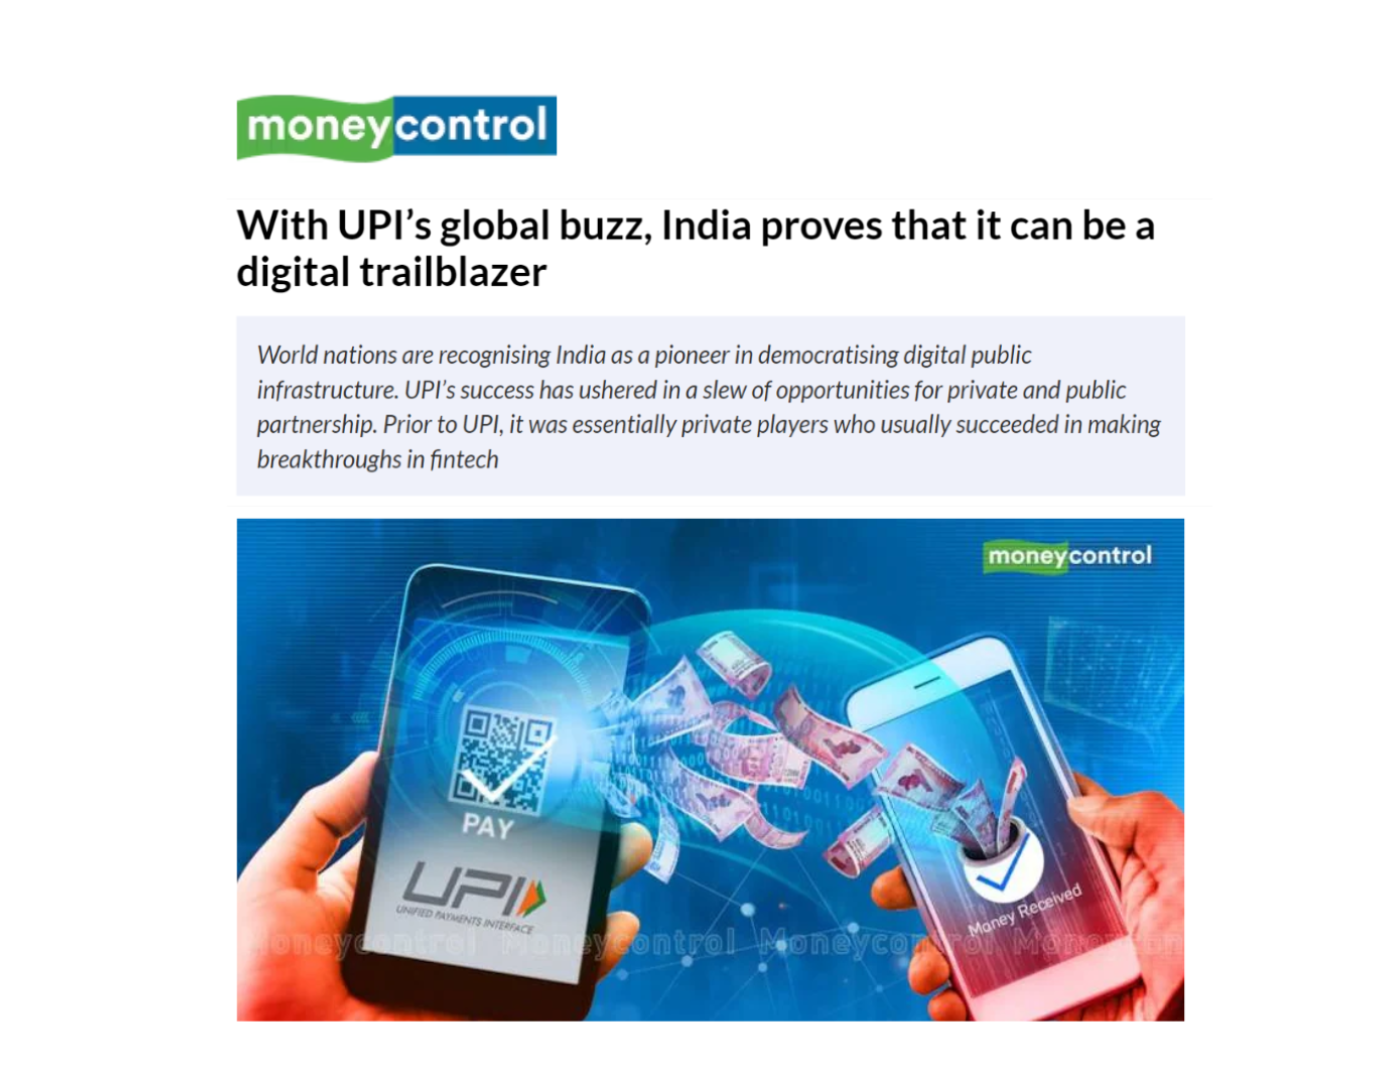 moneycontrol
With UPI’s global buzz, India proves that it can be a
digital trailblazer
World nations are recognising India as a pioneer in democratising digital public
infrastructure. UPI’s success has ushered in a slew of opportunities for private and public
partnership. Prior to UPI, it was essentially private players who usually succeeded in making
breakthroughs in fintech
moneycontrol
PAY
UPI
UNIFIED PAYMENTS INTERFACE
Money Received
Moneycontrol Moneycontrol Moneycontrol